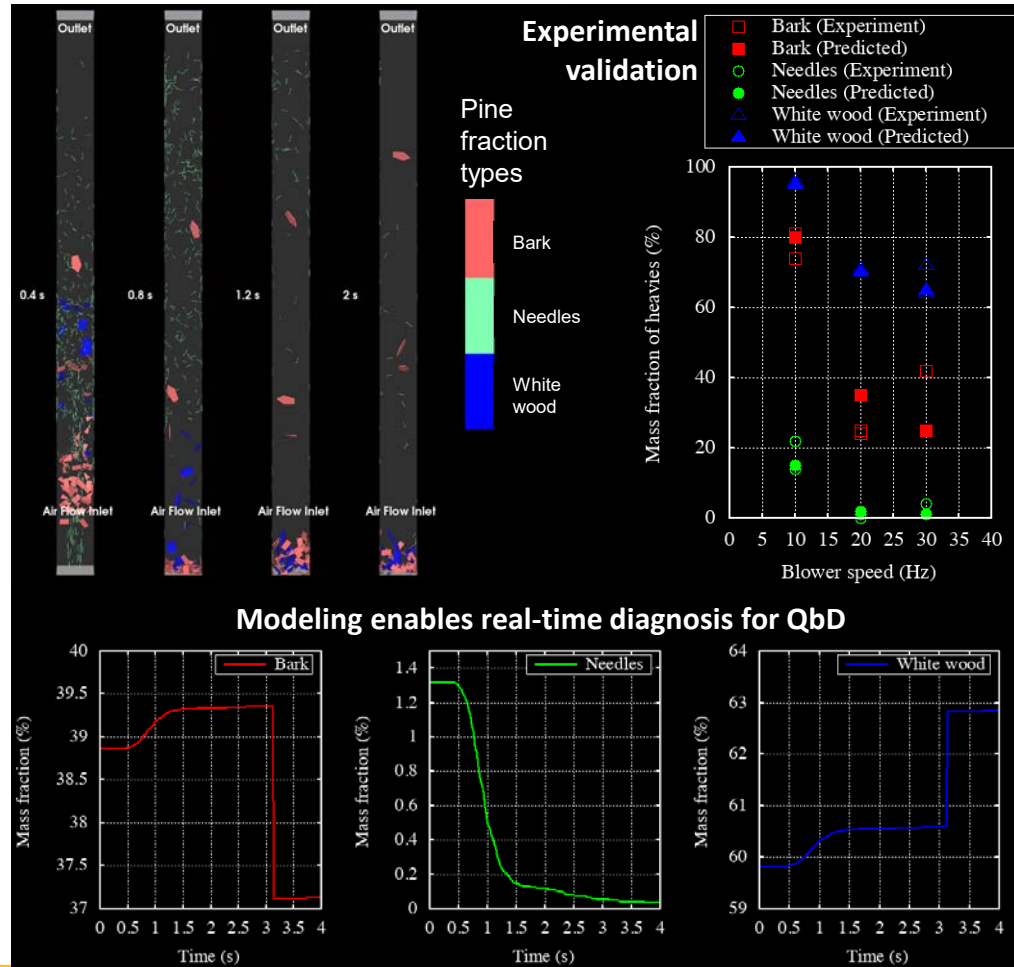 Outlet
Outlet
Outlet
Outlet
0.4 s
0.8 s
1.2 s
2 s
Air Flow Inlet
Air Flow Inlet
Air Flow Inlet
Air Flow Inlet
Pine
fraction
types
Bark
Needles
White
wood
Experimental
validation
Bark (Experiment)
Bark (Predicted)
Needles (Experiment)
Needles (Predicted)
White wood (Experiment)
White wood (Predicted)
Mass fraction of heavies (%)
100
80
60
40
20
0
0 5 10 15 20 25 30 35 40
Blower speed (Hz)
Modeling enables real-time diagnosis for QbD
Bark
Mass fraction (%)
40
39.5
39
38.5
38
37.5
37
0 0.5 1 1.5 2 2.5 3 3.5 4
Time (s)
Needles
Mass fraction (%)
1.4
1.2
1
0.8
0.6
0.4
0.2
0
0 0.5 1 1.5 2 2.5 3 3.5 4
Time (s)
White wood
Mass fraction (%)
64
63
62
61
60
59
0 0.5 1 1.5 2 2.5 3 3.5 4
Time (s)